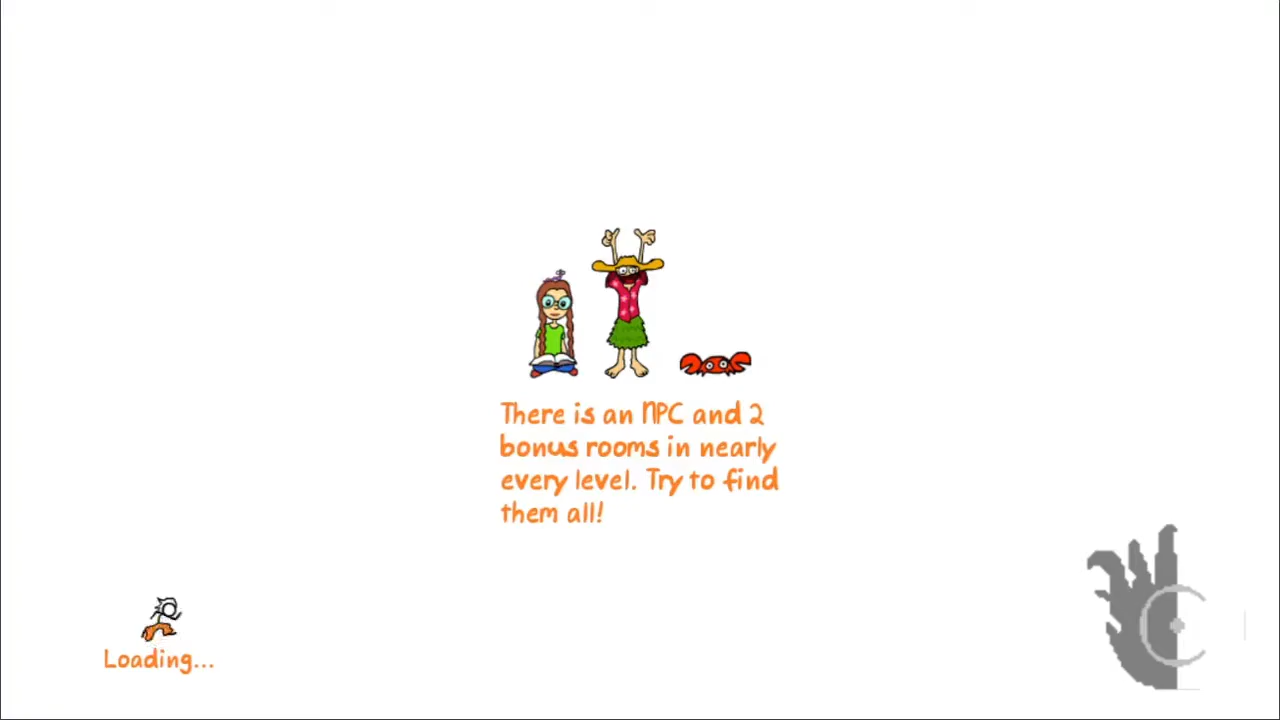 There is an NPC and 2
bonus rooms in nearly
every level. Try to find
them all!
Loading...